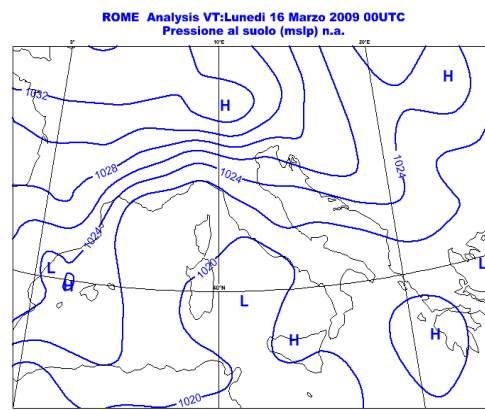 ROME Analysis VT:Lunedi 16 Marzo 2009 00UTC
Pressione al suolo (mslp) n.a.
0°
10°E
20°E
H
1032
H
1028
1024
1024
1024
L
1020
H
40°N
L
L
H
H
1020